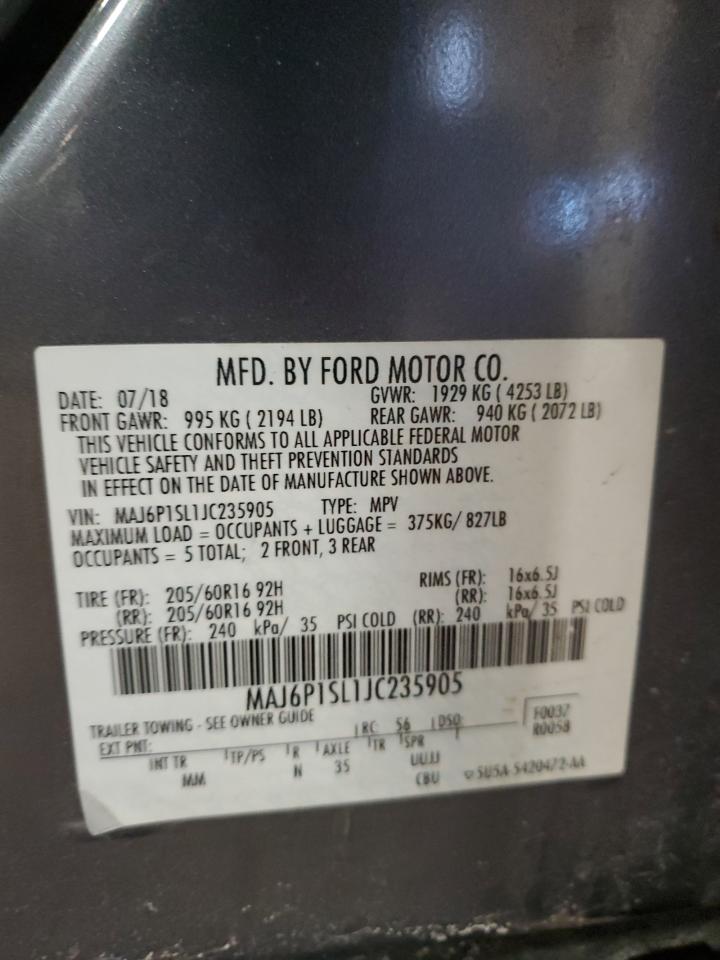 MFD. BY FORD MOTOR CO.
DATE: 07/18 GVWR: 1929 KG ( 4253 LB)
FRONT GAWR: 995 KG ( 2194 LB) REAR GAWR: 940 KG ( 2072 LB)
THIS VEHICLE CONFORMS TO ALL APPLICABLE FEDERAL MOTOR
VEHICLE SAFETY AND THEFT PREVENTION STANDARDS
IN EFFECT ON THE DATE OF MANUFACTURE SHOWN ABOVE.
VIN: MAJ6P1SL1JC235905 TYPE: MPV
MAXIMUM LOAD = OCCUPANTS + LUGGAGE = 375KG/ 827LB
OCCUPANTS = 5 TOTAL; 2 FRONT, 3 REAR
TIRE (FR): 205/60R16 92H RIMS (FR): 16x6.5J
(RR): 205/60R16 92H (RR): 16x6.5J
PRESSURE (FR): 240 kPa/ 35 PSI COLD (RR): 240 kPa/ 35 PSI COLD
MAJ6P1SL1JC235905
TRAILER TOWING - SEE OWNER GUIDE
EXT PNT: RC: 56 DSO: F0037
R0058
INT TR TP/PS R AXLE TR SPR
MM N 35 UUJJ
CBU 5U5A-5420472-AA